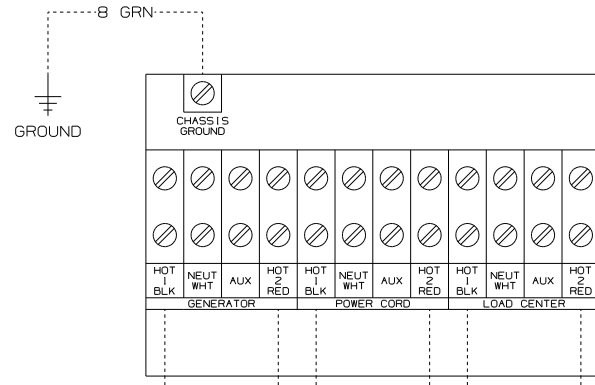 8 GRN
GROUND
CHASSIS
GROUND
HOT 1 BLK
NEUT WHT
AUX
HOT 2 RED
HOT 1 BLK
NEUT WHT
AUX
HOT 2 RED
HOT 1 BLK
NEUT WHT
AUX
HOT 2 RED
GENERATOR
POWER CORD
LOAD CENTER